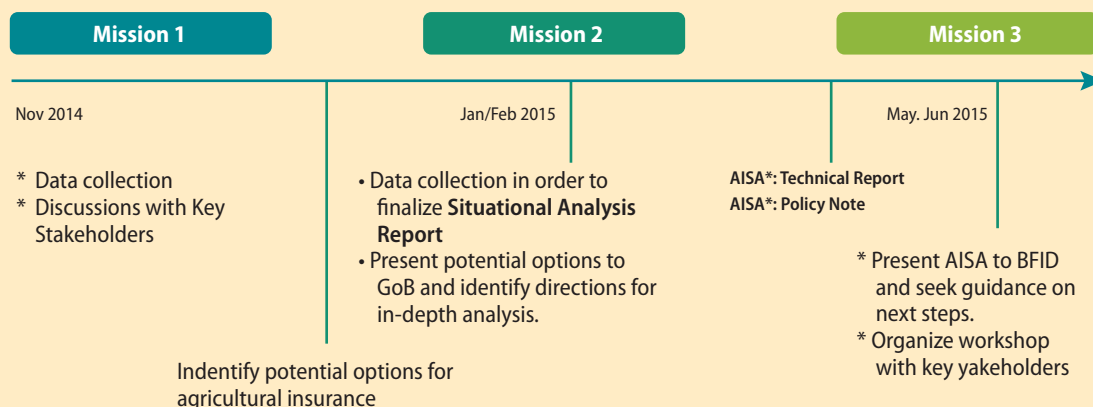 Mission 1
Mission 2
Mission 3
Nov 2014
Jan/Feb 2015
May. Jun 2015
* Data collection
* Discussions with Key
Stakeholders
Indentify potential options for
agricultural insurance
• Data collection in order to
finalize Situational Analysis
Report
• Present potential options to
GoB and identify directions for
in-depth analysis.
AISA*: Technical Report
AISA*: Policy Note
* Present AISA to BFID
and seek guidance on
next steps.
* Organize workshop
with key yakeholders